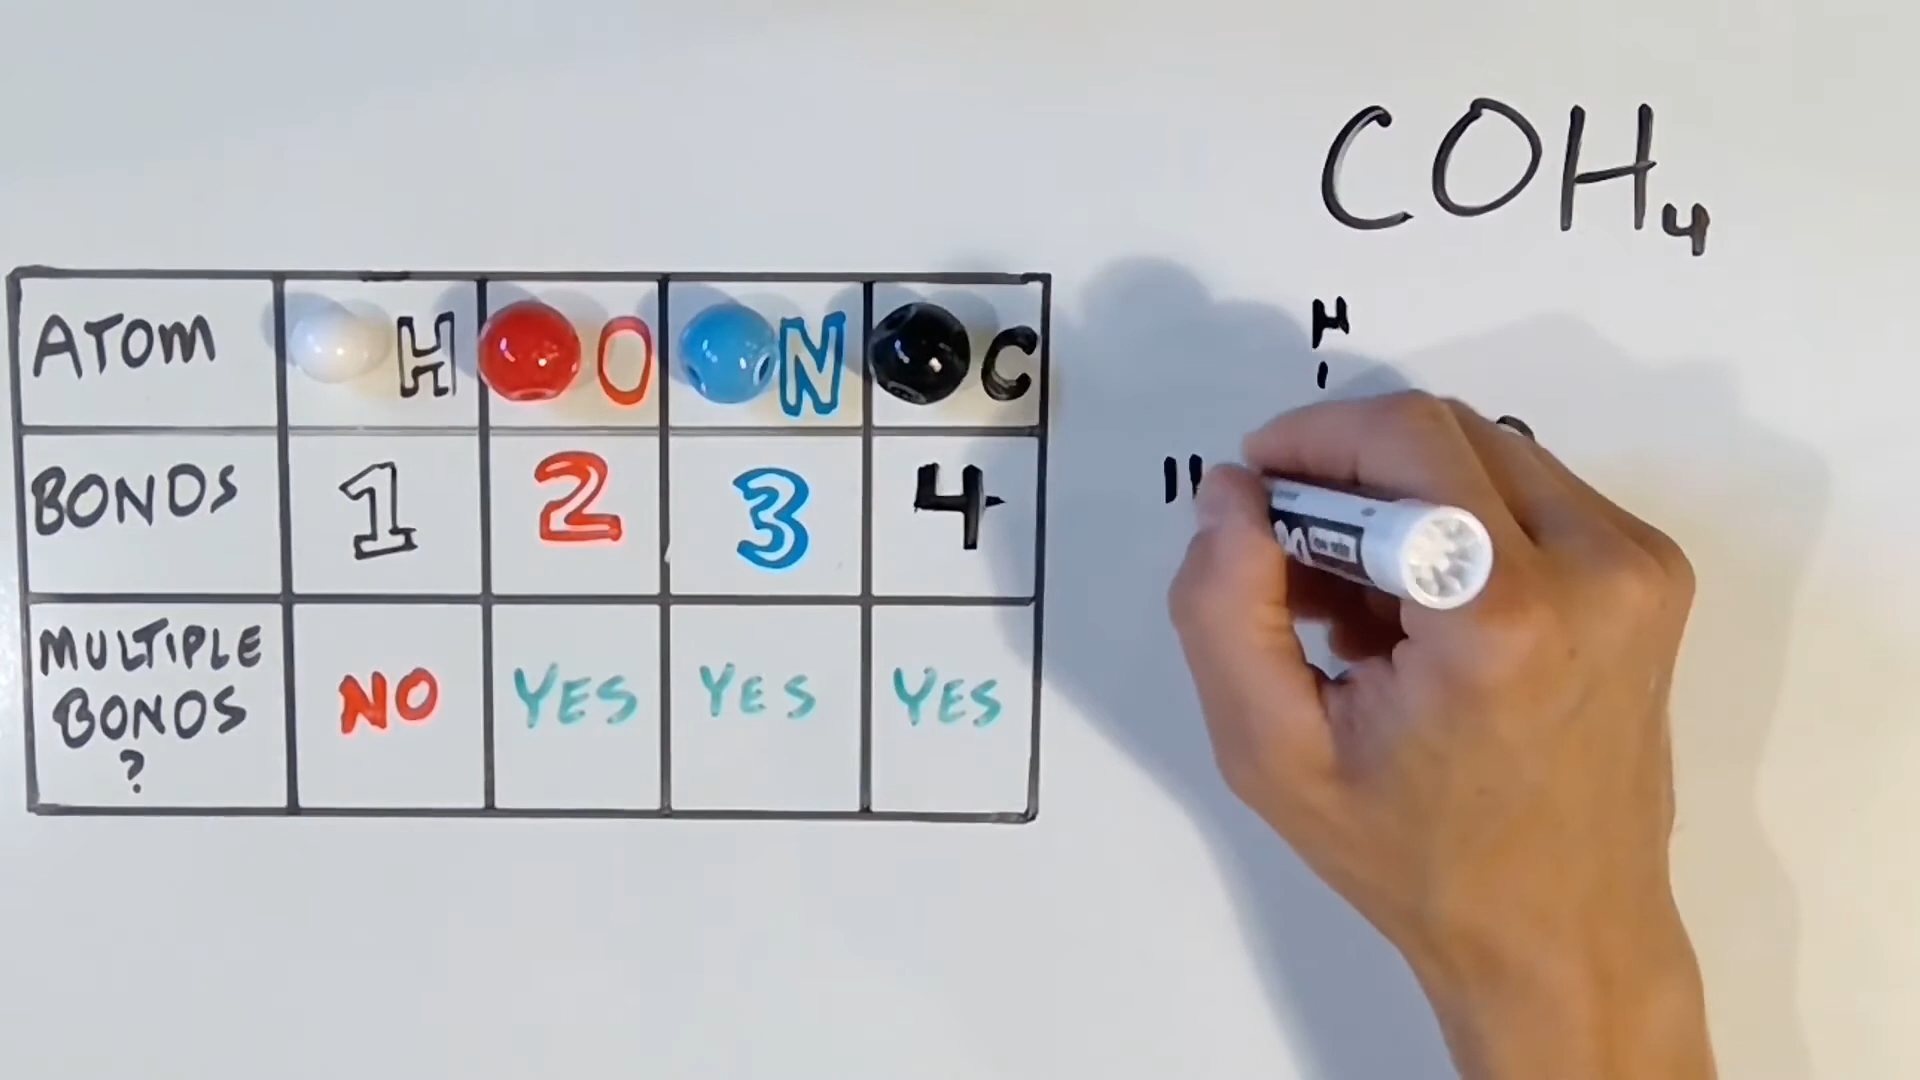 COH₄
ATOM H O N C
BONDS 1 2 3 4
MULTIPLE BONDS ? NO YES YES YES
H